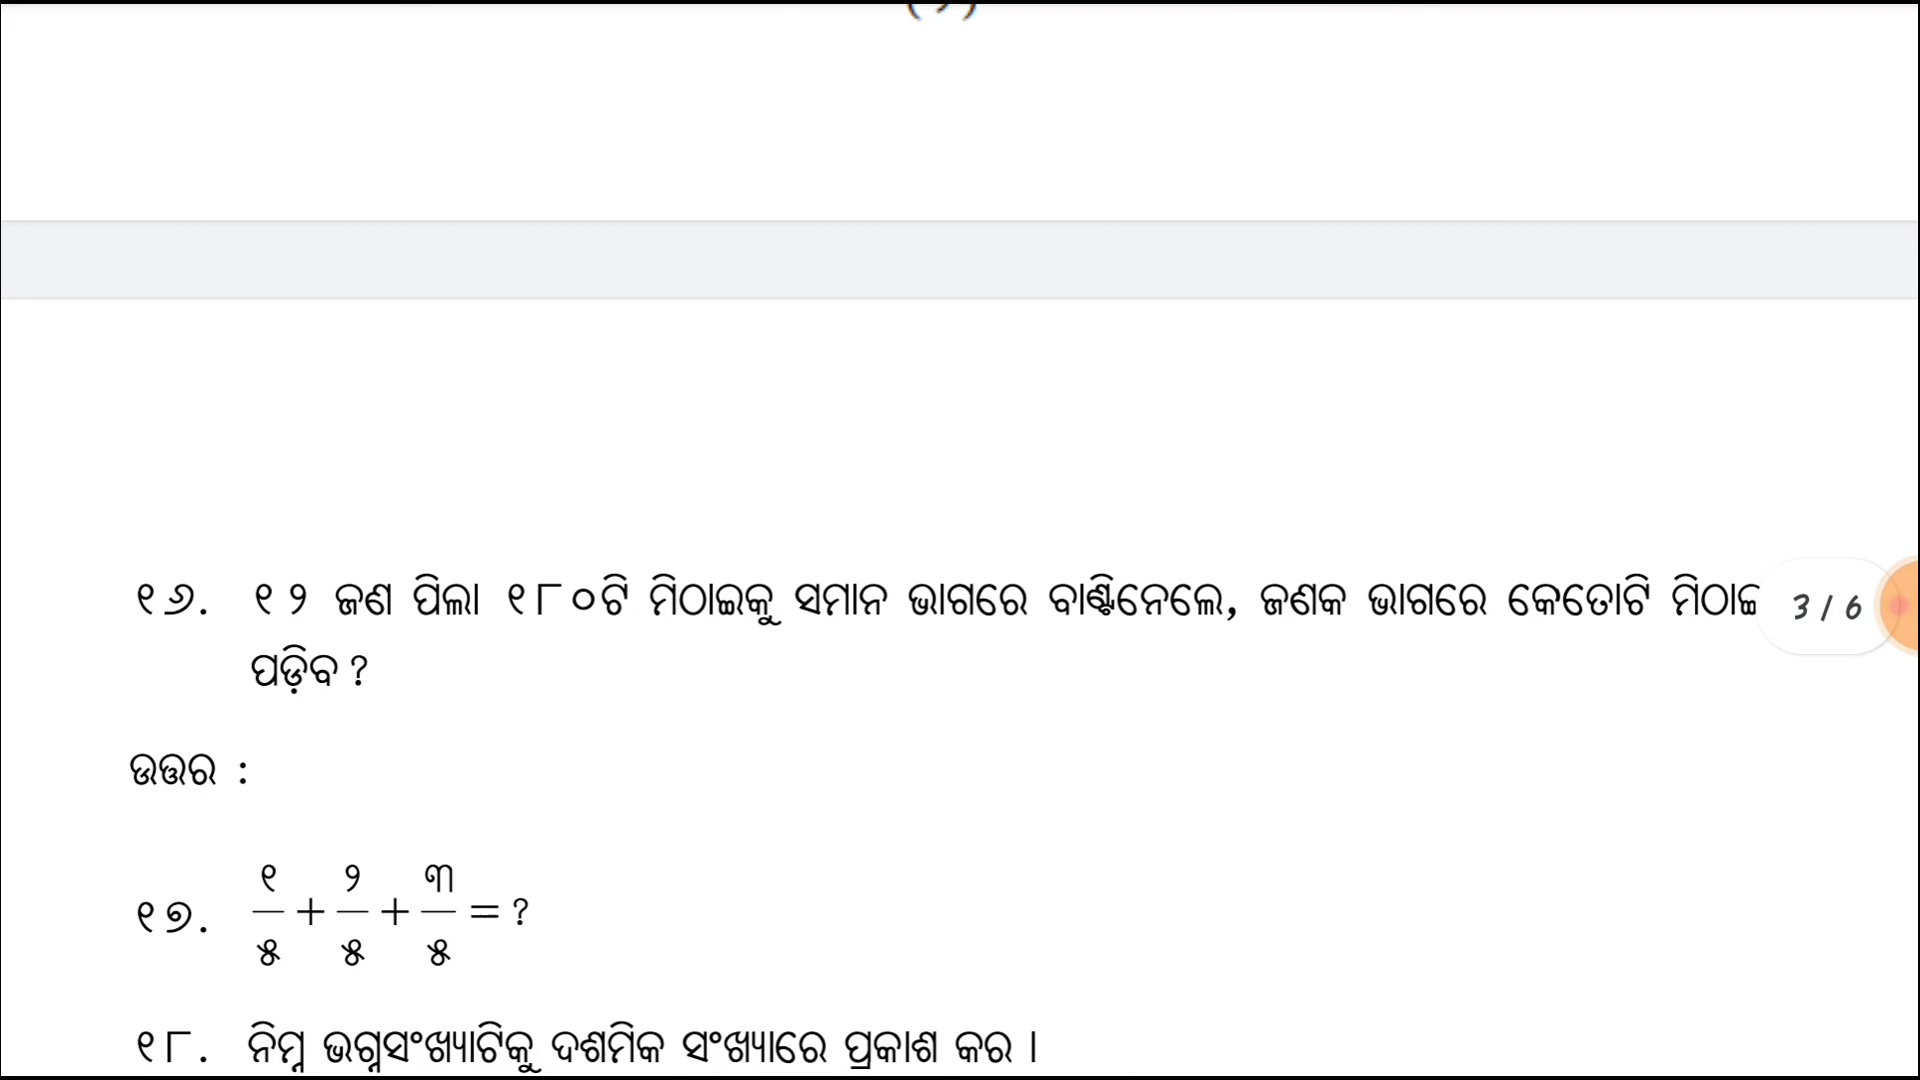 ୧୬. ୧୨ ଜଣ ପିଲା ୧୮୦ଟି ମିଠାଇକୁ ସମାନ ଭାଗରେ ବାଣ୍ଟିନେଲେ, ଜଣକ ଭାଗରେ କେତୋଟି ମିଠାଇ
3 / 6
ପଡ଼ିବ ?
ଉତ୍ତର :
୧୭. ୧/୫ + ୨/୫ + ୩/୫ = ?
୧୮. ନିମ୍ନ ଭଗ୍ନସଂଖ୍ୟାଟିକୁ ଦଶମିକ ସଂଖ୍ୟାରେ ପ୍ରକାଶ କର ।